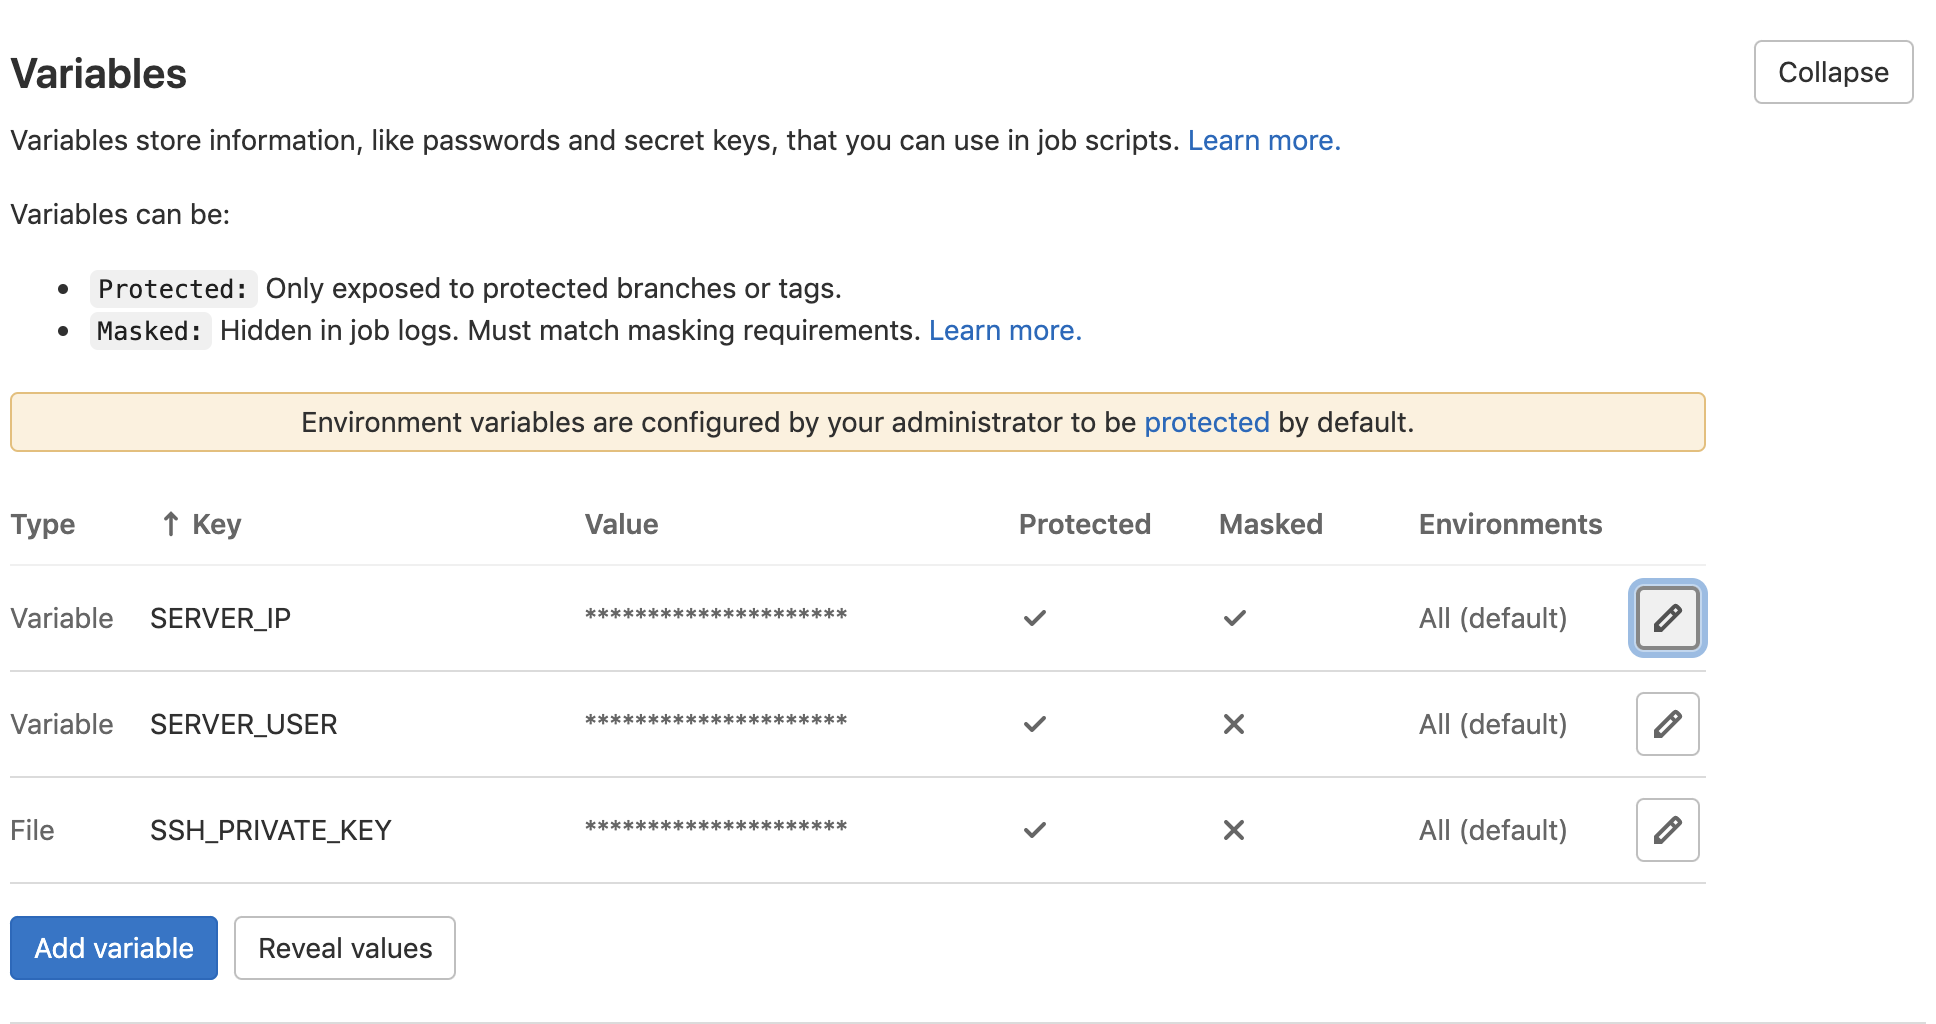 Variables
Collapse
Variables store information, like passwords and secret keys, that you can use in job scripts. Learn more.
Variables can be:
• Protected: Only exposed to protected branches or tags.
• Masked: Hidden in job logs. Must match masking requirements. Learn more.
Environment variables are configured by your administrator to be protected by default.
Type ↑ Key Value Protected Masked Environments
Variable SERVER_IP ********************* ✓ ✓ All (default)
Variable SERVER_USER ********************* ✓ ✕ All (default)
File SSH_PRIVATE_KEY ********************* ✓ ✕ All (default)
Add variable Reveal values